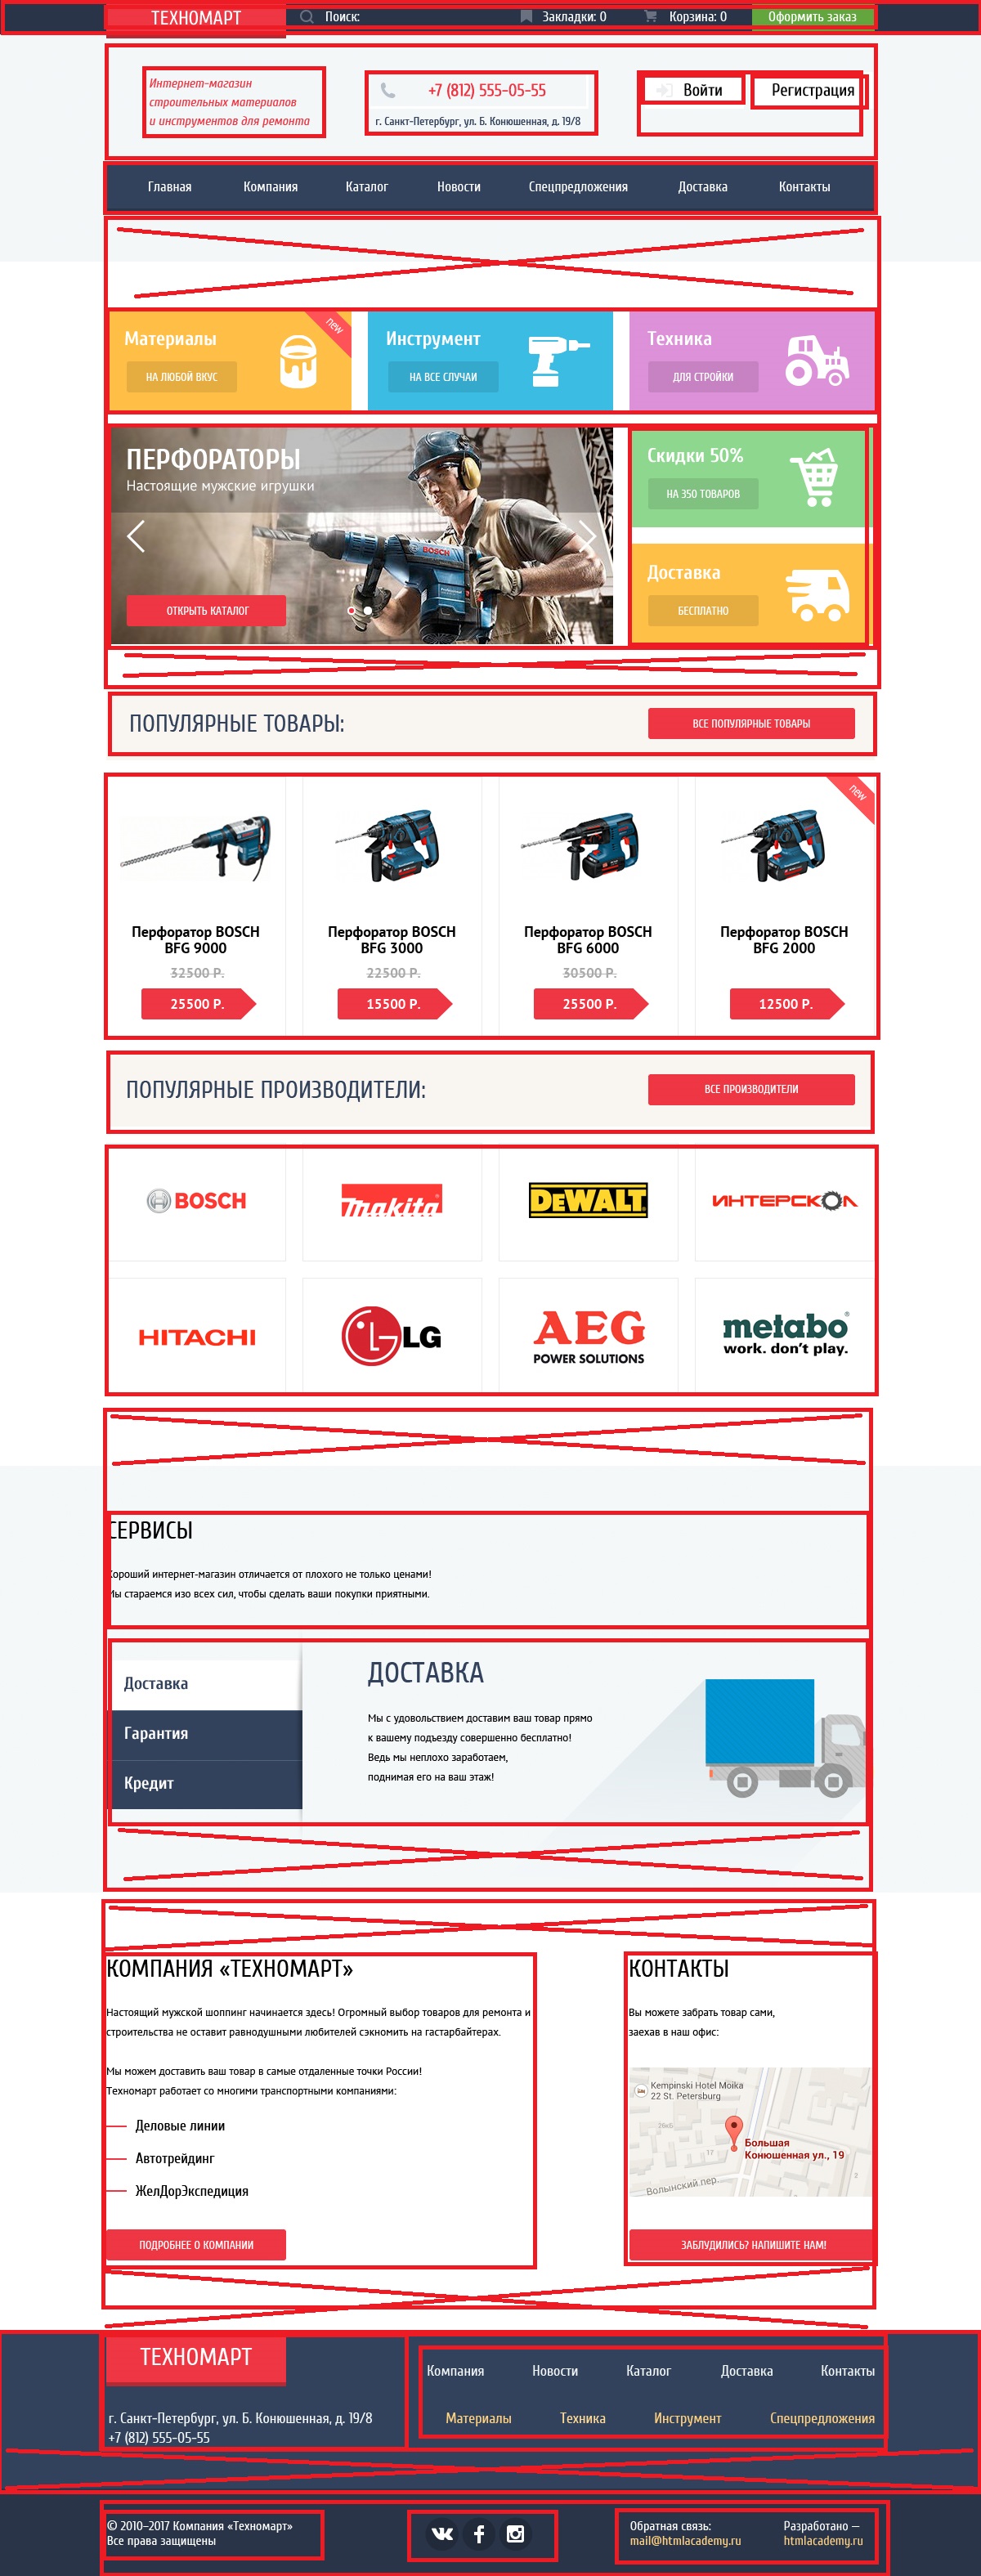 ТЕХНОМАРТ
Поиск:
Закладки: 0
Корзина: 0
Оформить заказ
Интернет-магазин
строительных материалов
и инструментов для ремонта
+7 (812) 555-05-55
г. Санкт-Петербург, ул. Б. Конюшенная, д. 19/8
Войти
Регистрация
Главная
Компания
Каталог
Новости
Спецпредложения
Доставка
Контакты
Материалы
НА ЛЮБОЙ ВКУС
new
Инструмент
НА ВСЕ СЛУЧАИ
Техника
ДЛЯ СТРОЙКИ
ПЕРФОРАТОРЫ
Настоящие мужские игрушки
BOSCH
ОТКРЫТЬ КАТАЛОГ
Скидки 50%
НА 350 ТОВАРОВ
Доставка
БЕСПЛАТНО
ПОПУЛЯРНЫЕ ТОВАРЫ:
ВСЕ ПОПУЛЯРНЫЕ ТОВАРЫ
new
Перфоратор BOSCH
BFG 9000
32500 Р.
25500 Р.
Перфоратор BOSCH
BFG 3000
22500 Р.
15500 Р.
Перфоратор BOSCH
BFG 6000
30500 Р.
25500 Р.
Перфоратор BOSCH
BFG 2000
12500 Р.
ПОПУЛЯРНЫЕ ПРОИЗВОДИТЕЛИ:
ВСЕ ПРОИЗВОДИТЕЛИ
BOSCH
makita
DEWALT
ИНТЕРСКОЛ
HITACHI
LG
AEG
POWER SOLUTIONS
metabo
work. don't play.
СЕРВИСЫ
Хороший интернет-магазин отличается от плохого не только ценами!
Мы стараемся изо всех сил, чтобы сделать ваши покупки приятными.
Доставка
Гарантия
Кредит
ДОСТАВКА
Мы с удовольствием доставим ваш товар прямо
к вашему подъезду совершенно бесплатно!
Ведь мы неплохо заработаем,
поднимая его на ваш этаж!
КОМПАНИЯ «ТЕХНОМАРТ»
Настоящий мужской шоппинг начинается здесь! Огромный выбор товаров для ремонта и
строительства не оставит равнодушными любителей сэкномить на гастарбайтерах.
Мы можем доставить ваш товар в самые отдаленные точки России!
Техномарт работает со многими транспортными компаниями:
Деловые линии
Автотрейдинг
ЖелДорЭкспедиция
ПОДРОБНЕЕ О КОМПАНИИ
КОНТАКТЫ
Вы можете забрать товар сами,
заехав в наш офис:
Kempinski Hotel Moika
22 St. Petersburg
Большая
Конюшенная ул., 19
17
2
Волынский пер.
ЗАБЛУДИЛИСЬ? НАПИШИТЕ НАМ!
ТЕХНОМАРТ
г. Санкт-Петербург, ул. Б. Конюшенная, д. 19/8
+7 (812) 555-05-55
Компания
Новости
Каталог
Доставка
Контакты
Материалы
Техника
Инструмент
Спецпредложения
© 2010–2017 Компания «Техномарт»
Все права защищены
Обратная связь:
mail@htmlacademy.ru
Разработано —
htmlacademy.ru